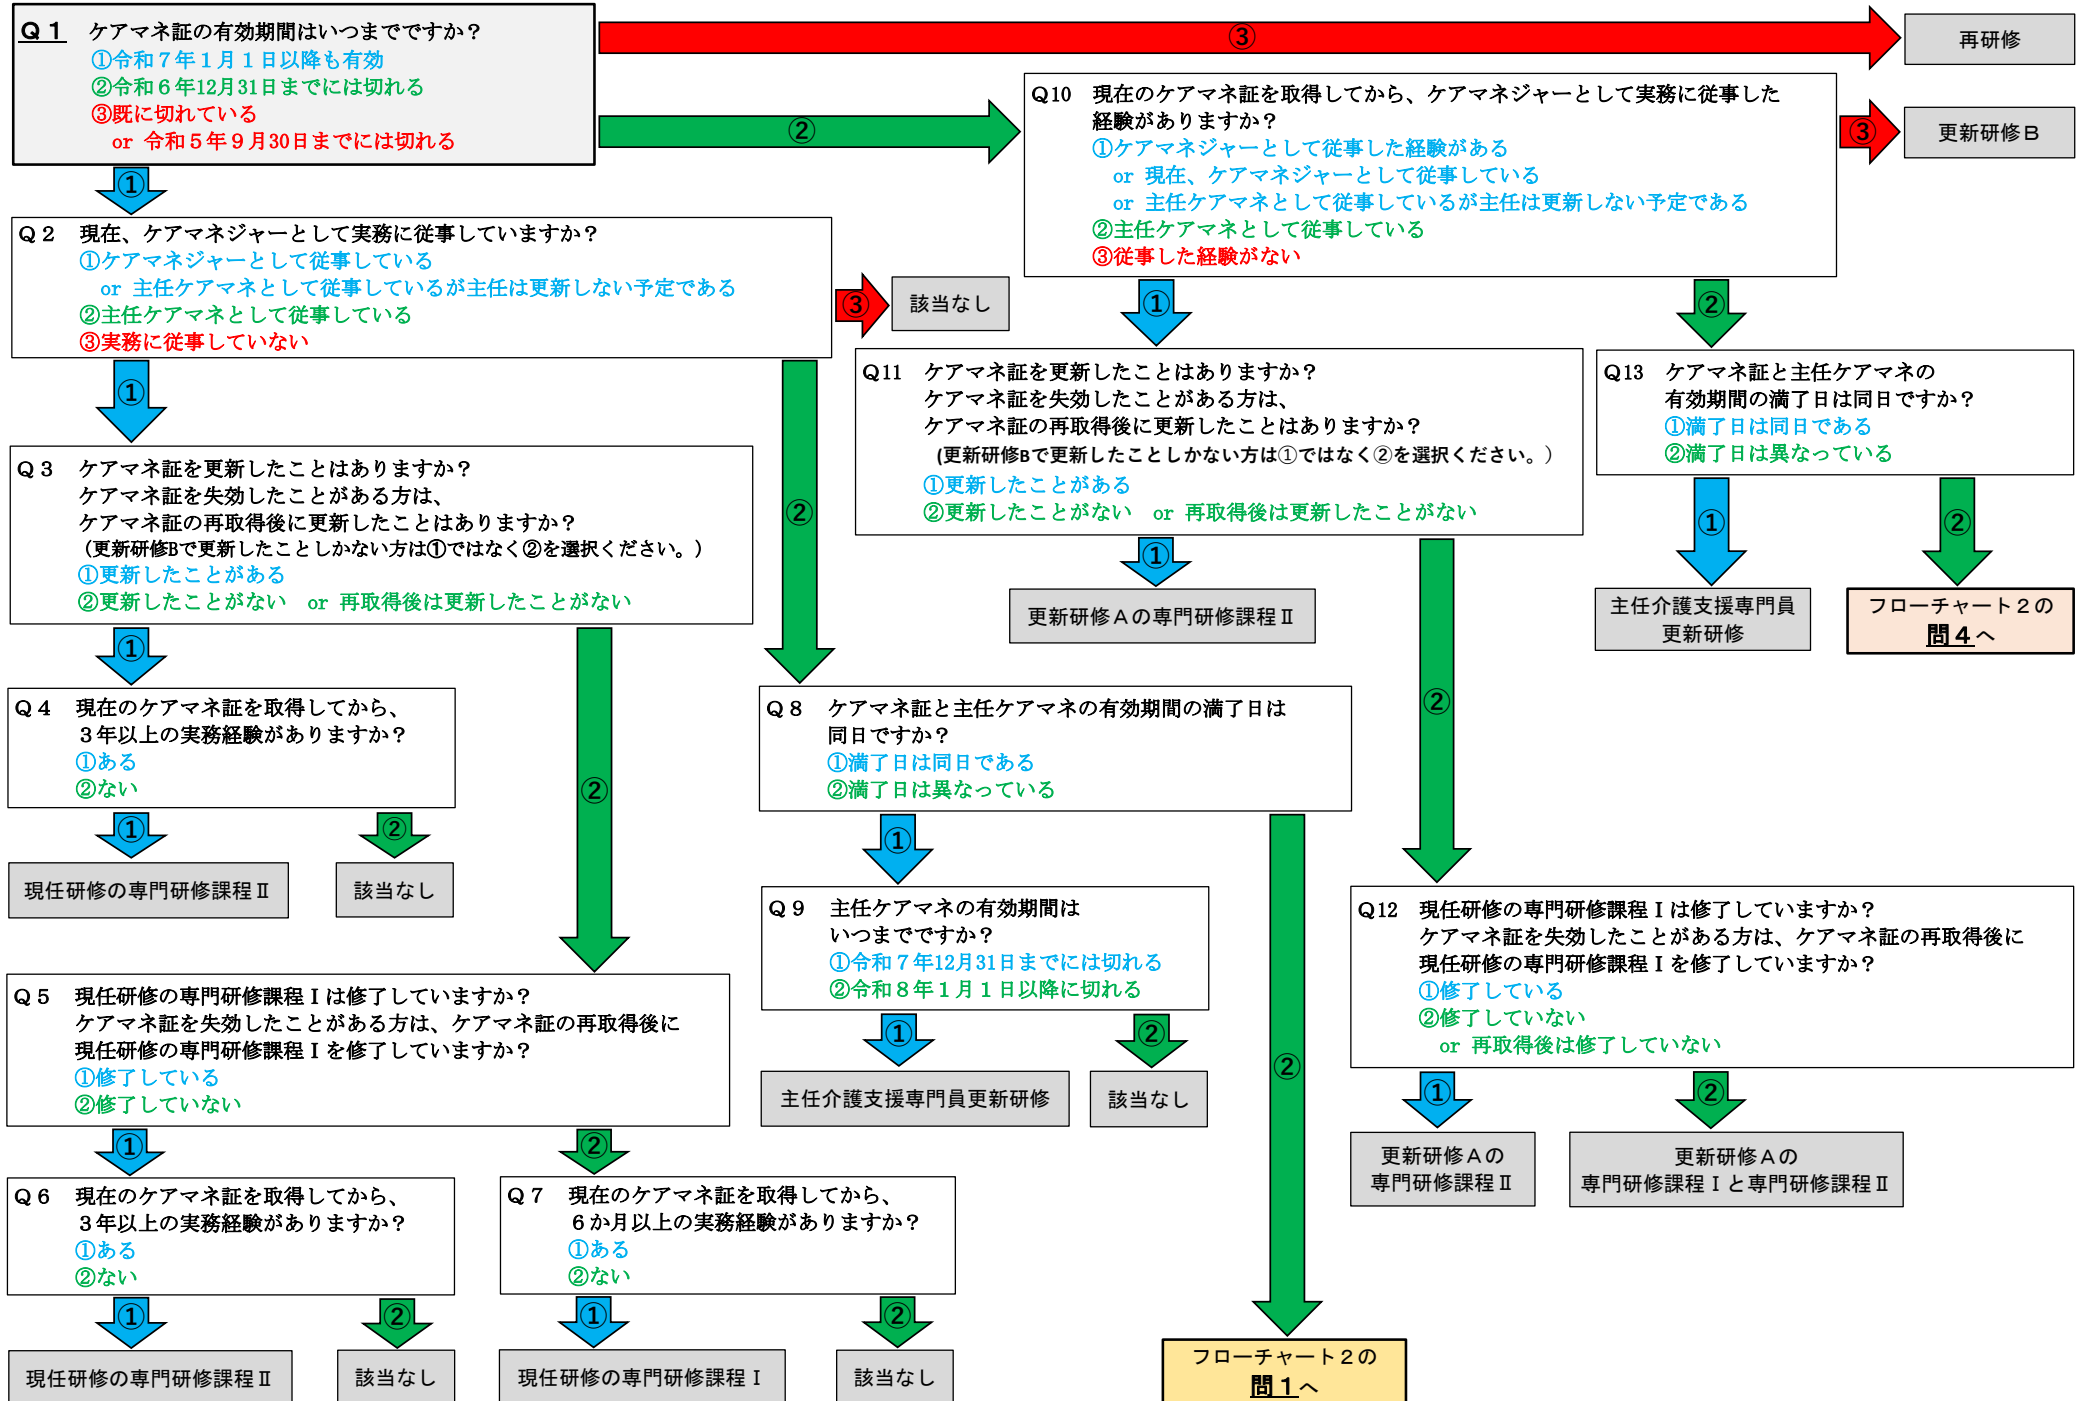 Ｑ１　ケアマネ証の有効期間はいつまでですか？
①令和７年１月１日以降も有効
②令和６年12月31日までには切れる
③既に切れている
or 令和５年９月30日までには切れる
③
再研修
②
①
Ｑ10　現在のケアマネ証を取得してから、ケアマネジャーとして実務に従事した
経験がありますか？
①ケアマネジャーとして従事した経験がある
or 現在、ケアマネジャーとして従事している
or 主任ケアマネとして従事しているが主任は更新しない予定である
②主任ケアマネとして従事している
③従事した経験がない
③
更新研修Ｂ
①
②
Ｑ２　現在、ケアマネジャーとして実務に従事していますか？
①ケアマネジャーとして従事している
or 主任ケアマネとして従事しているが主任は更新しない予定である
②主任ケアマネとして従事している
③実務に従事していない
③
該当なし
①
②
Ｑ11　ケアマネ証を更新したことはありますか？
ケアマネ証を失効したことがある方は、
ケアマネ証の再取得後に更新したことはありますか？
(更新研修Bで更新したことしかない方は①ではなく②を選択ください。）
①更新したことがある
②更新したことがない　or 再取得後は更新したことがない
①
更新研修Ａの専門研修課程Ⅱ
②
Ｑ13　ケアマネ証と主任ケアマネの
有効期間の満了日は同日ですか？
①満了日は同日である
②満了日は異なっている
①
②
主任介護支援専門員
更新研修
フローチャート２の
問４へ
Ｑ３　ケアマネ証を更新したことはありますか？
ケアマネ証を失効したことがある方は、
ケアマネ証の再取得後に更新したことはありますか？
（更新研修Bで更新したことしかない方は①ではなく②を選択ください。）
①更新したことがある
②更新したことがない　or 再取得後は更新したことがない
①
②
Ｑ４　現在のケアマネ証を取得してから、
３年以上の実務経験がありますか？
①ある
②ない
①
②
現任研修の専門研修課程Ⅱ
該当なし
Ｑ８　ケアマネ証と主任ケアマネの有効期間の満了日は
同日ですか？
①満了日は同日である
②満了日は異なっている
①
②
Ｑ９　主任ケアマネの有効期間は
いつまでですか？
①令和７年12月31日までには切れる
②令和８年１月１日以降に切れる
①
②
主任介護支援専門員更新研修
該当なし
Ｑ12　現任研修の専門研修課程Ⅰは修了していますか？
ケアマネ証を失効したことがある方は、ケアマネ証の再取得後に
現任研修の専門研修課程Ⅰを修了していますか？
①修了している
②修了していない
or 再取得後は修了していない
①
②
更新研修Ａの
専門研修課程Ⅱ
更新研修Ａの
専門研修課程Ⅰと専門研修課程Ⅱ
Ｑ５　現任研修の専門研修課程Ⅰは修了していますか？
ケアマネ証を失効したことがある方は、ケアマネ証の再取得後に
現任研修の専門研修課程Ⅰを修了していますか？
①修了している
②修了していない
①
②
Ｑ６　現在のケアマネ証を取得してから、
３年以上の実務経験がありますか？
①ある
②ない
①
②
現任研修の専門研修課程Ⅱ
該当なし
Ｑ７　現在のケアマネ証を取得してから、
６か月以上の実務経験がありますか？
①ある
②ない
①
②
現任研修の専門研修課程Ⅰ
該当なし
フローチャート２の
問１へ